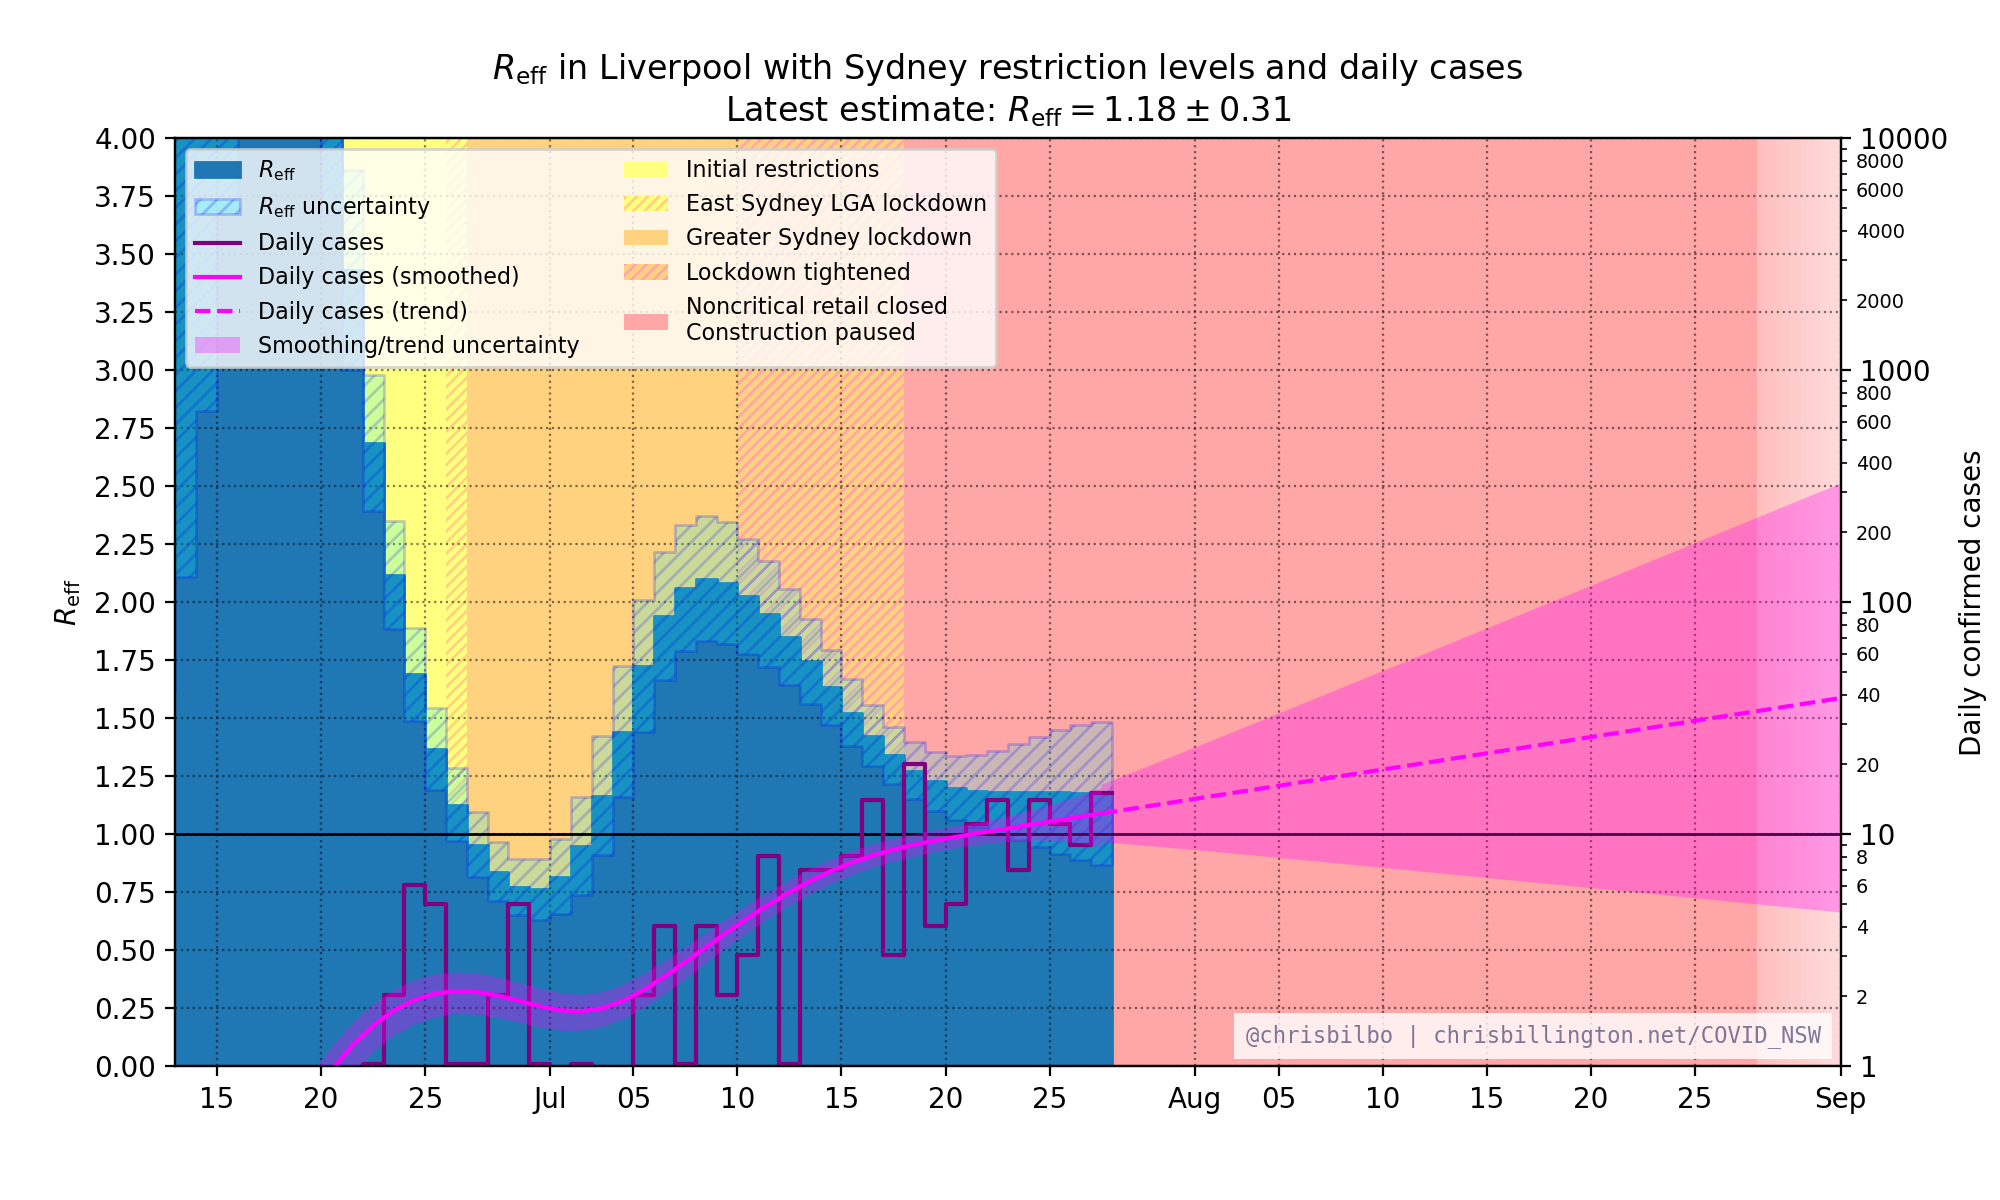 R_eff in Liverpool with Sydney restriction levels and daily cases
Latest estimate: R_eff = 1.18 ± 0.31
R_eff
R_eff uncertainty
Daily cases
Daily cases (smoothed)
Daily cases (trend)
Smoothing/trend uncertainty
Initial restrictions
East Sydney LGA lockdown
Greater Sydney lockdown
Lockdown tightened
Noncritical retail closed
Construction paused
R_eff
4.00
3.75
3.50
3.25
3.00
2.75
2.50
2.25
2.00
1.75
1.50
1.25
1.00
0.75
0.50
0.25
0.00
10000
8000
6000
4000
2000
1000
800
600
400
200
100
80
60
40
20
10
8
6
4
2
1
Daily confirmed cases
@chrisbilbo | chrisbillington.net/COVID_NSW
15 20 25 Jul 05 10 15 20 25 Aug 05 10 15 20 25 Sep